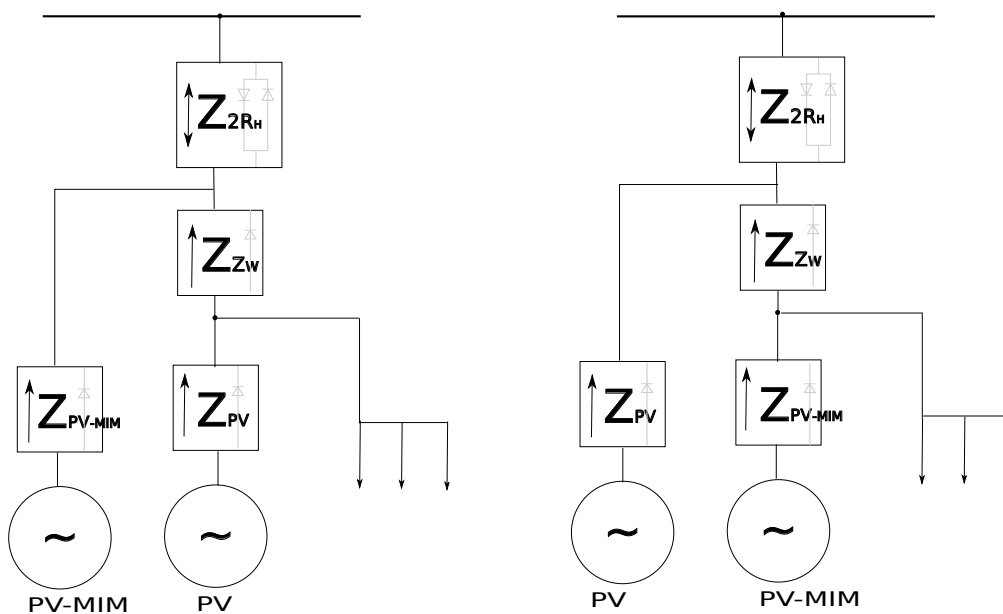 Z2RH
ZZW
ZPV-MIM
ZPV
~
~
PV-MIM
PV
Z2RH
ZZW
ZPV
ZPV-MIM
~
~
PV
PV-MIM